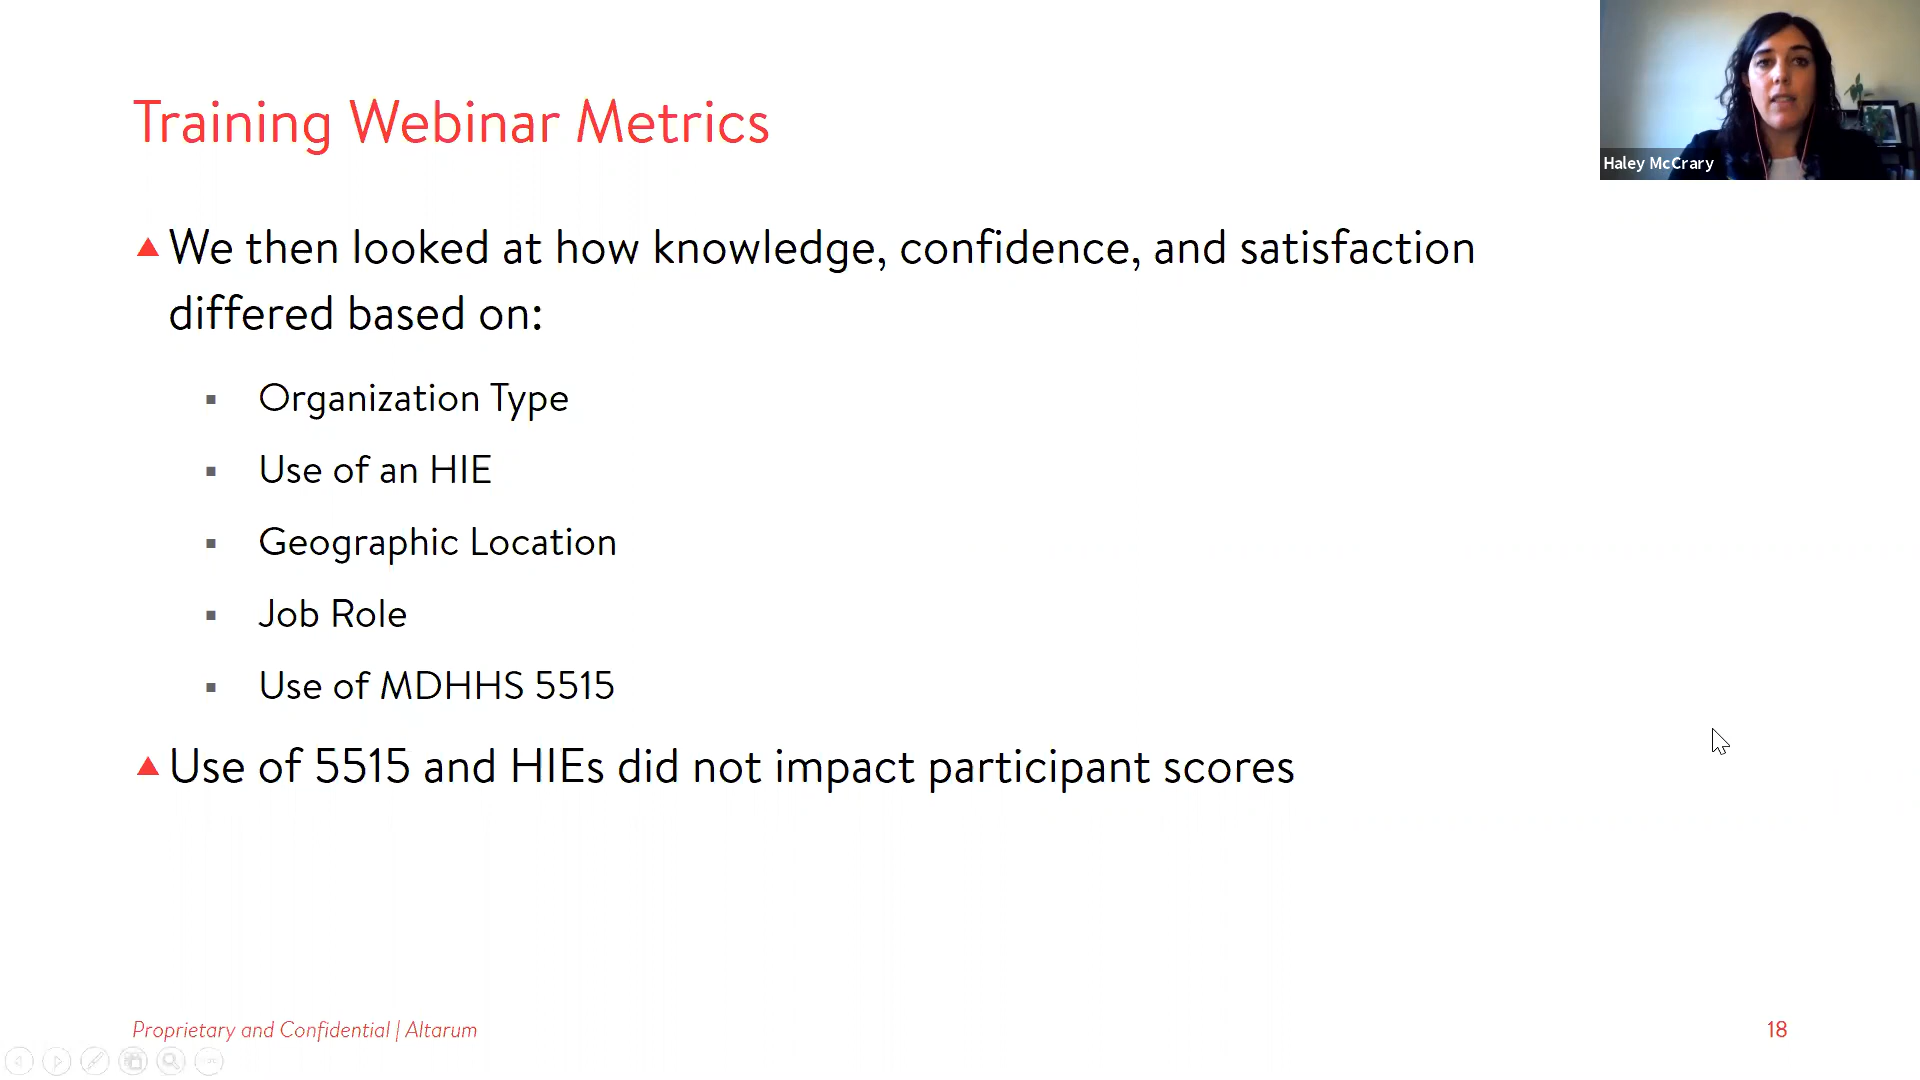 Training Webinar Metrics
Haley McCrary
We then looked at how knowledge, confidence, and satisfaction
differed based on:
Organization Type
Use of an HIE
Geographic Location
Job Role
Use of MDHHS 5515
Use of 5515 and HIEs did not impact participant scores
Proprietary and Confidential | Altarum
18